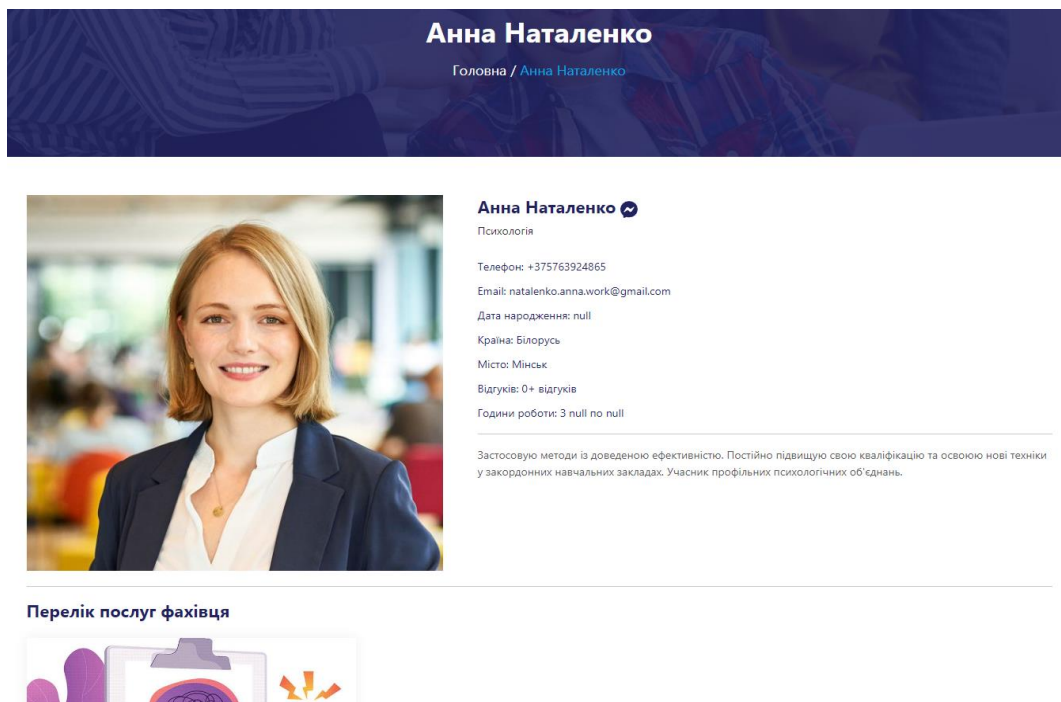 Анна Наталенко
Головна / Анна Наталенко
Анна Наталенко
Психологія
Телефон: +375763924865
Email: natalenko.anna.work@gmail.com
Дата народження: null
Країна: Білорусь
Місто: Мінськ
Відгуків: 0+ відгуків
Години роботи: З null по null
Застосовую методи із доведеною ефективністю. Постійно підвищую свою кваліфікацію та освоюю нові техніки
у закордонних навчальних закладах. Учасник профільних психологічних об'єднань.
Перелік послуг фахівця